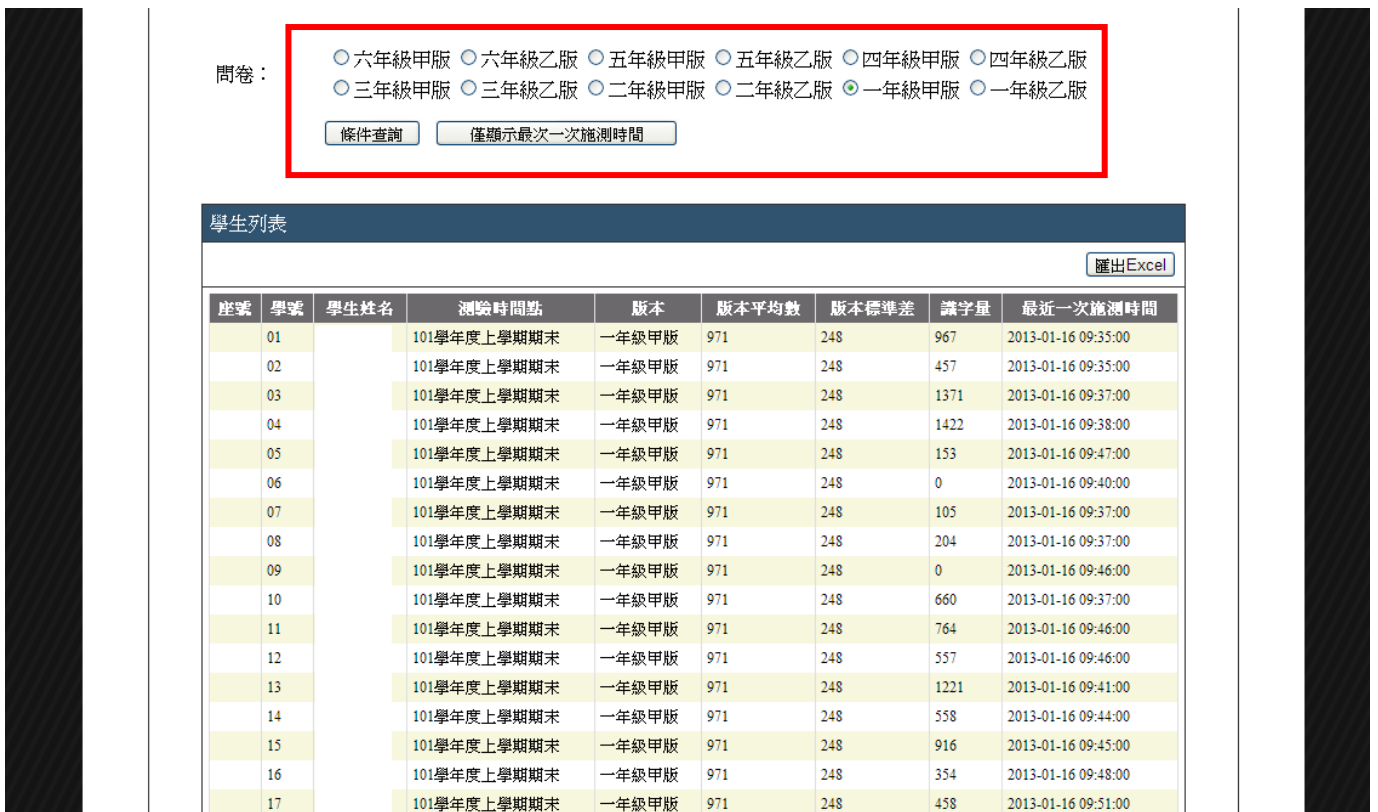 問卷：
六年級甲版 六年級乙版 五年級甲版 五年級乙版 四年級甲版 四年級乙版
三年級甲版 三年級乙版 二年級甲版 二年級乙版 一年級甲版 一年級乙版
條件查詢 僅顯示最次一次施測時間
學生列表
匯出Excel
座號 學號 學生姓名 測驗時間點 版本 版本平均數 版本標準差 識字量 最近一次施測時間
01 101學年度上學期期末 一年級甲版 971 248 967 2013-01-16 09:35:00
02 101學年度上學期期末 一年級甲版 971 248 457 2013-01-16 09:35:00
03 101學年度上學期期末 一年級甲版 971 248 1371 2013-01-16 09:37:00
04 101學年度上學期期末 一年級甲版 971 248 1422 2013-01-16 09:38:00
05 101學年度上學期期末 一年級甲版 971 248 153 2013-01-16 09:47:00
06 101學年度上學期期末 一年級甲版 971 248 0 2013-01-16 09:40:00
07 101學年度上學期期末 一年級甲版 971 248 105 2013-01-16 09:37:00
08 101學年度上學期期末 一年級甲版 971 248 204 2013-01-16 09:37:00
09 101學年度上學期期末 一年級甲版 971 248 0 2013-01-16 09:46:00
10 101學年度上學期期末 一年級甲版 971 248 660 2013-01-16 09:37:00
11 101學年度上學期期末 一年級甲版 971 248 764 2013-01-16 09:46:00
12 101學年度上學期期末 一年級甲版 971 248 557 2013-01-16 09:46:00
13 101學年度上學期期末 一年級甲版 971 248 1221 2013-01-16 09:41:00
14 101學年度上學期期末 一年級甲版 971 248 558 2013-01-16 09:44:00
15 101學年度上學期期末 一年級甲版 971 248 916 2013-01-16 09:45:00
16 101學年度上學期期末 一年級甲版 971 248 354 2013-01-16 09:48:00
17 101學年度上學期期末 一年級甲版 971 248 458 2013-01-16 09:51:00